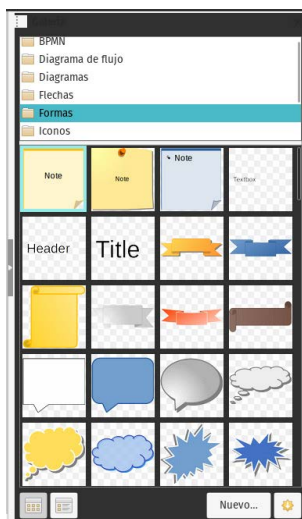 BPMN
Diagrama de flujo
Diagramas
Flechas
Formas
Iconos
Note
Note
Note
Textbox
Header
Title
Nuevo...